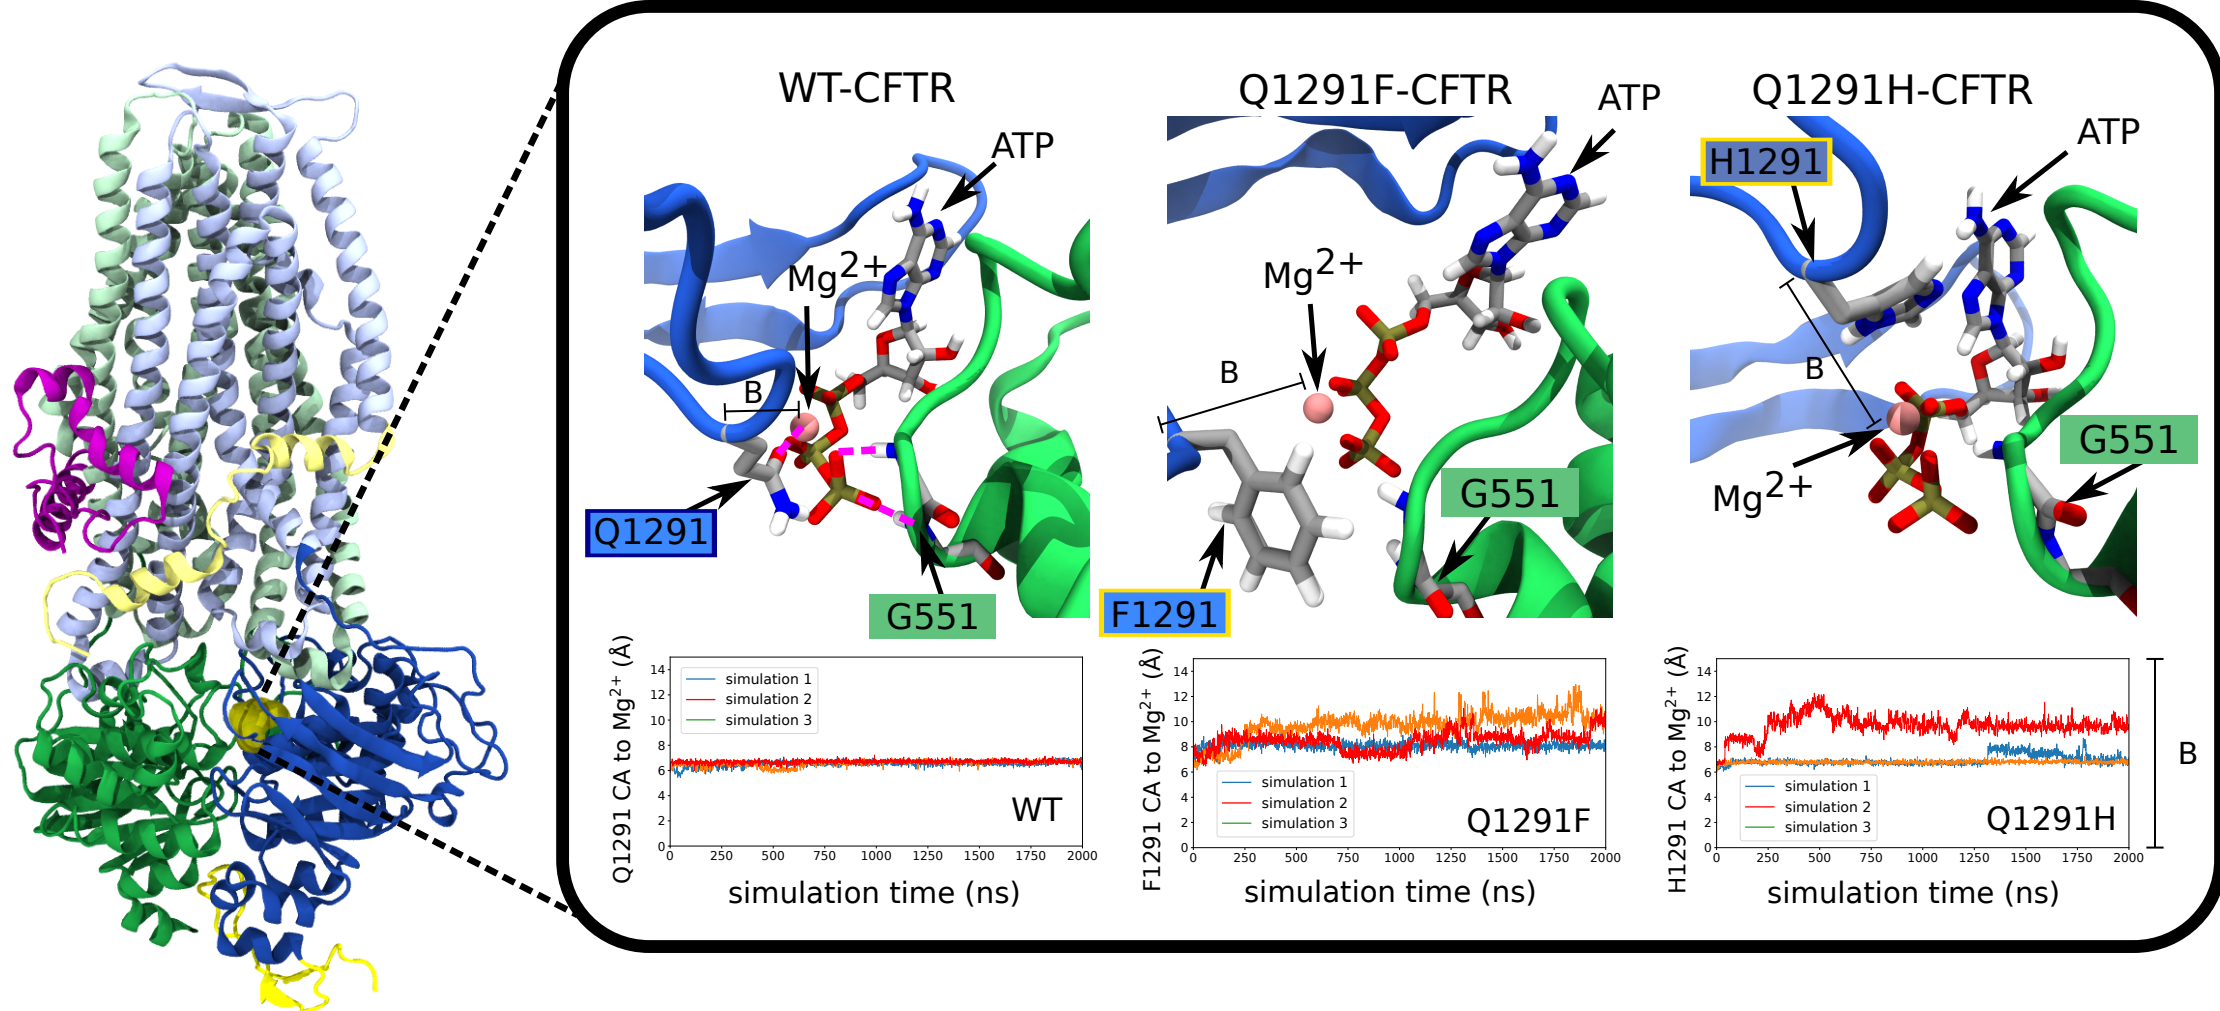 WT-CFTR
Q1291F-CFTR
Q1291H-CFTR
ATP
Mg2+
B
Q1291
G551
ATP
Mg2+
B
F1291
G551
H1291
ATP
B
Mg2+
G551
Q1291 CA to Mg2+ (Å)
14
12
10
8
6
4
2
0
simulation 1
simulation 2
simulation 3
WT
0 250 500 750 1000 1250 1500 1750 2000
simulation time (ns)
F1291 CA to Mg2+ (Å)
14
12
10
8
6
4
2
0
simulation 1
simulation 2
simulation 3
Q1291F
0 250 500 750 1000 1250 1500 1750 2000
simulation time (ns)
H1291 CA to Mg2+ (Å)
14
12
10
8
6
4
2
0
simulation 1
simulation 2
simulation 3
Q1291H
0 250 500 750 1000 1250 1500 1750 2000
simulation time (ns)
B